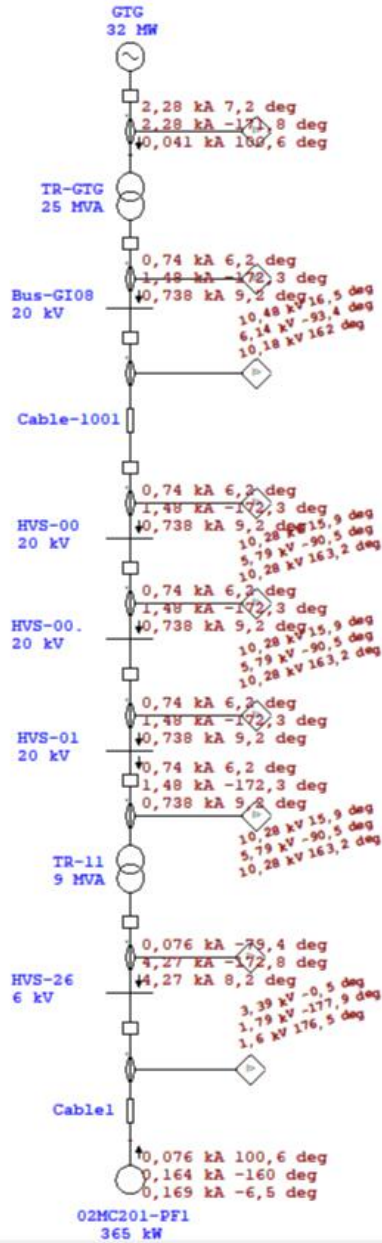 GTG
32 MW
2,28 kA 7,2 deg
2,28 kA -171,8 deg
0,041 kA 100,6 deg
TR-GTG
25 MVA
0,74 kA 6,2 deg
1,48 kA -172,3 deg
0,738 kA 9,2 deg
Bus-GI08
20 kV
10,48 kV 16,5 deg
6,14 kV -93,4 deg
10,18 kV 162 deg
Cable-1001
0,74 kA 6,2 deg
1,48 kA -172,3 deg
0,738 kA 9,2 deg
HVS-00
20 kV
10,28 kV 15,9 deg
5,79 kV -90,5 deg
10,28 kV 163,2 deg
0,74 kA 6,2 deg
1,48 kA -172,3 deg
0,738 kA 9,2 deg
HVS-00.
20 kV
10,28 kV 15,9 deg
5,79 kV -90,5 deg
10,28 kV 163,2 deg
0,74 kA 6,2 deg
1,48 kA -172,3 deg
0,738 kA 9,2 deg
HVS-01
20 kV
0,74 kA 6,2 deg
1,48 kA -172,3 deg
0,738 kA 9,2 deg
10,28 kV 15,9 deg
5,79 kV -90,5 deg
10,28 kV 163,2 deg
TR-11
9 MVA
0,076 kA -79,4 deg
4,27 kA -172,8 deg
4,27 kA 8,2 deg
HVS-26
6 kV
3,39 kV -0,5 deg
1,79 kV -177,9 deg
1,6 kV 176,5 deg
Cable1
0,076 kA 100,6 deg
0,164 kA -160 deg
0,169 kA -6,5 deg
02MC201-PF1
365 kW